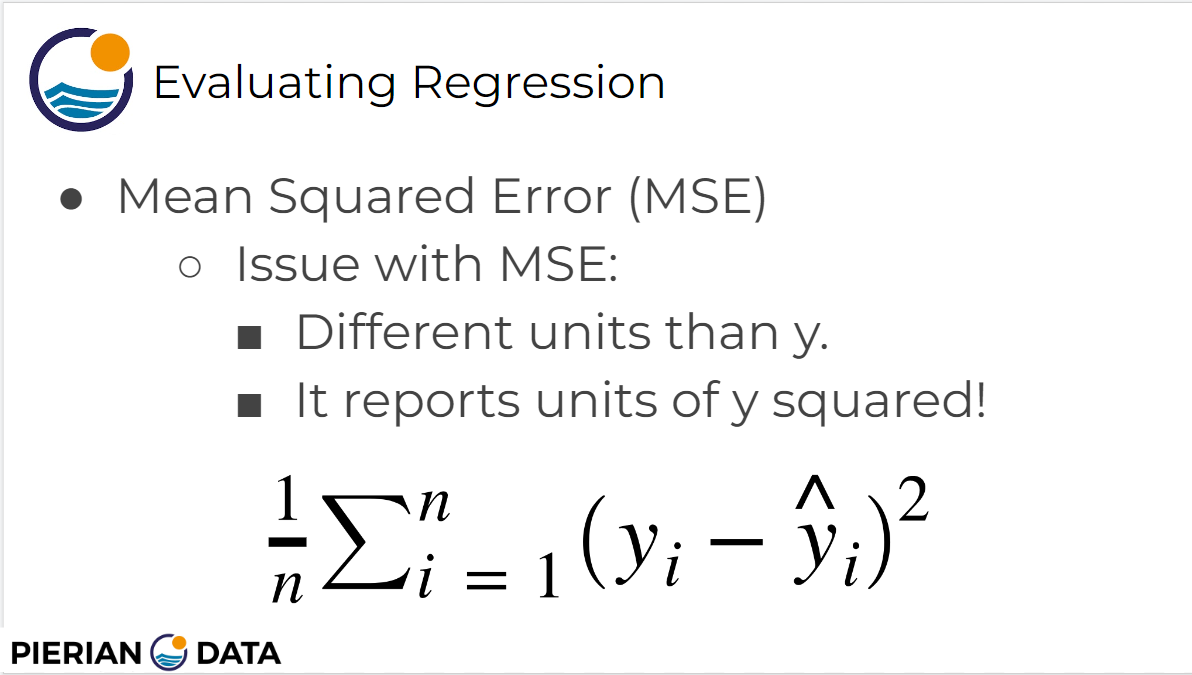 Evaluating Regression
● Mean Squared Error (MSE)
○ Issue with MSE:
■ Different units than y.
■ It reports units of y squared!
\frac{1}{n} \sum_{i=1}^{n} (y_i - \hat{y}_i)^2
PIERIAN DATA